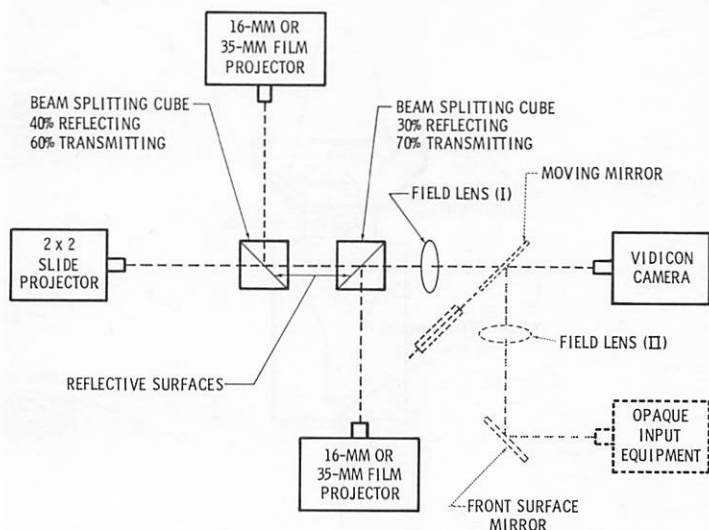 16-MM OR
35-MM FILM
PROJECTOR
BEAM SPLITTING CUBE
40% REFLECTING
60% TRANSMITTING
BEAM SPLITTING CUBE
30% REFLECTING
70% TRANSMITTING
MOVING MIRROR
FIELD LENS (I)
2 x 2
SLIDE
PROJECTOR
VIDICON
CAMERA
FIELD LENS (II)
REFLECTIVE SURFACES
OPAQUE
INPUT
EQUIPMENT
16-MM OR
35-MM FILM
PROJECTOR
FRONT SURFACE
MIRROR